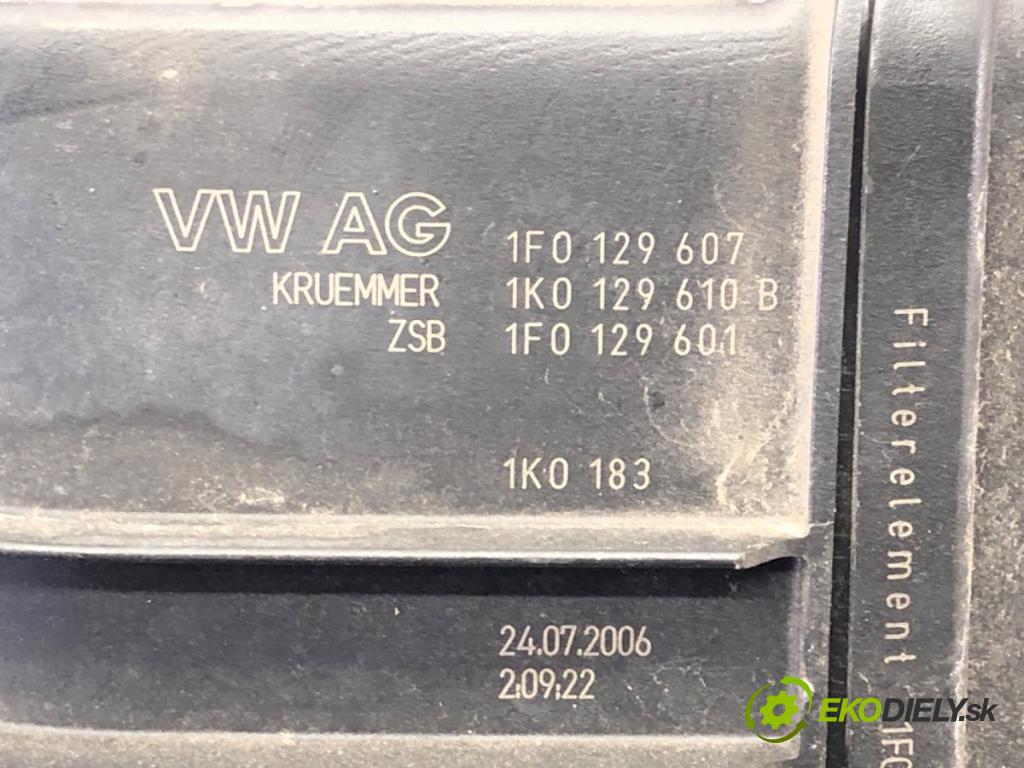 VW AG
1F0 129 607
KRUEMMER 1K0 129 610 B
ZSB 1F0 129 601
1K0 183
24.07.2006
2:09:22
Filterelement 1F0
EKODIELY.sk